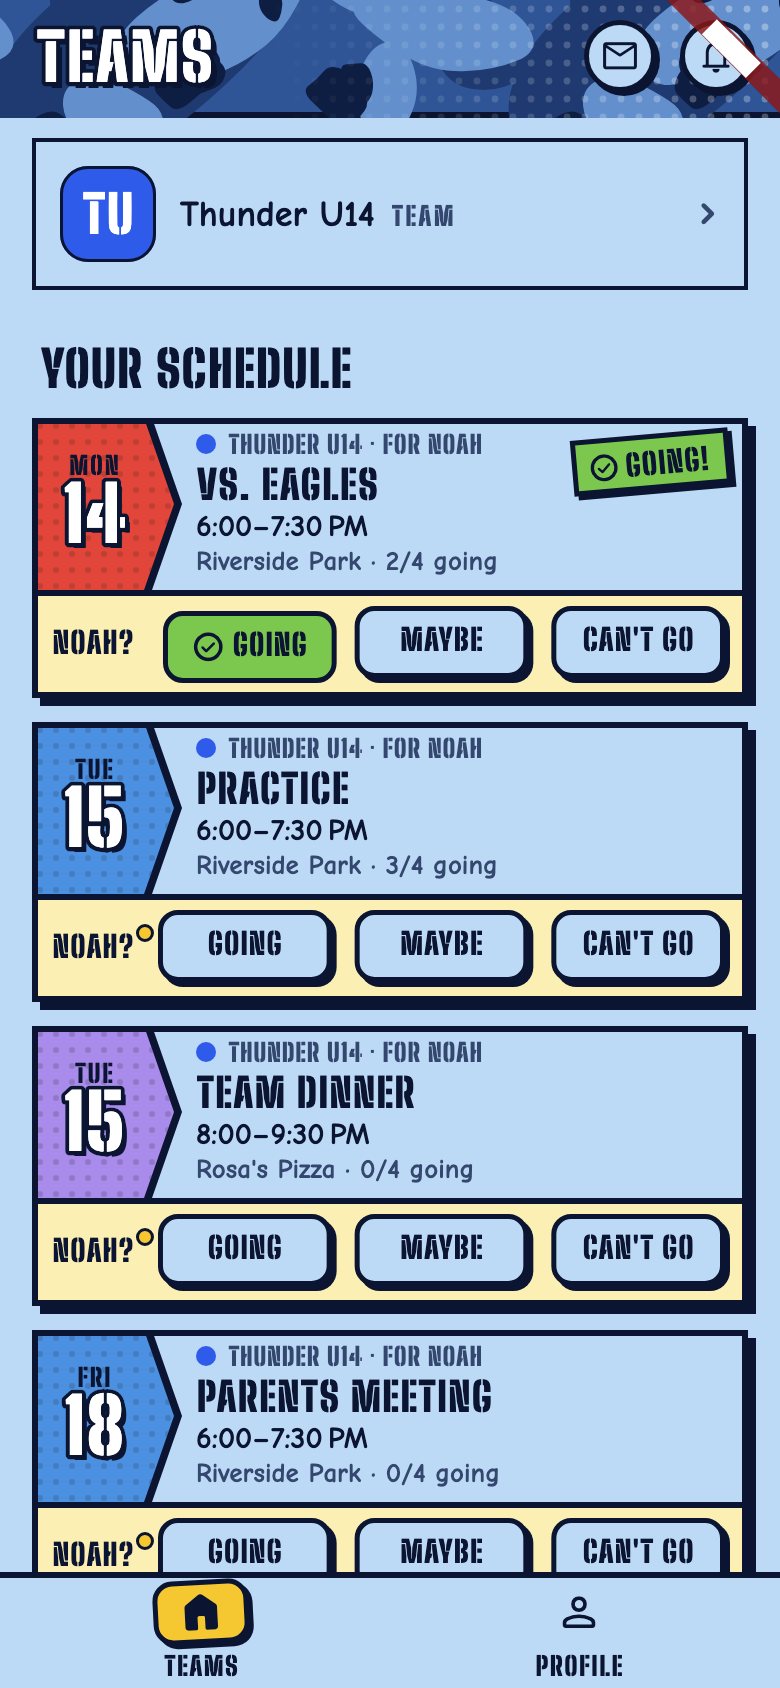 TEAMS
TU
Thunder U14 TEAM
YOUR SCHEDULE
MON
14
THUNDER U14 · FOR NOAH
VS. EAGLES
6:00–7:30 PM
Riverside Park · 2/4 going
GOING!
NOAH?
GOING
MAYBE
CAN'T GO
TUE
15
THUNDER U14 · FOR NOAH
PRACTICE
6:00–7:30 PM
Riverside Park · 3/4 going
NOAH?
GOING
MAYBE
CAN'T GO
TUE
15
THUNDER U14 · FOR NOAH
TEAM DINNER
8:00–9:30 PM
Rosa's Pizza · 0/4 going
NOAH?
GOING
MAYBE
CAN'T GO
FRI
18
THUNDER U14 · FOR NOAH
PARENTS MEETING
6:00–7:30 PM
Riverside Park · 0/4 going
NOAH?
GOING
MAYBE
CAN'T GO
TEAMS
PROFILE